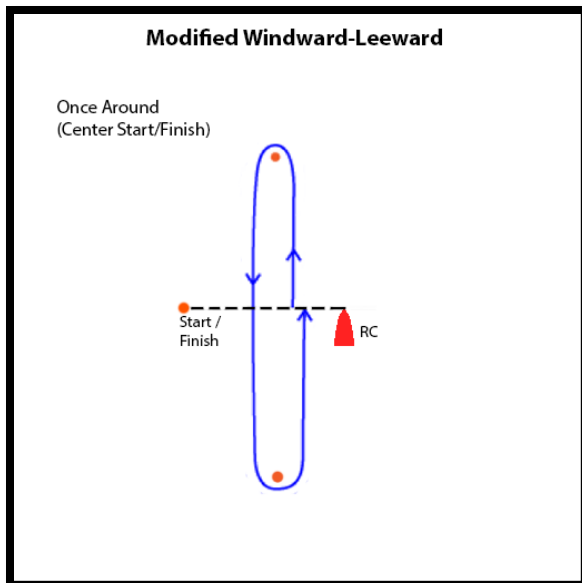 Modified Windward-Leeward
Once Around
(Center Start/Finish)
Start /
Finish
RC